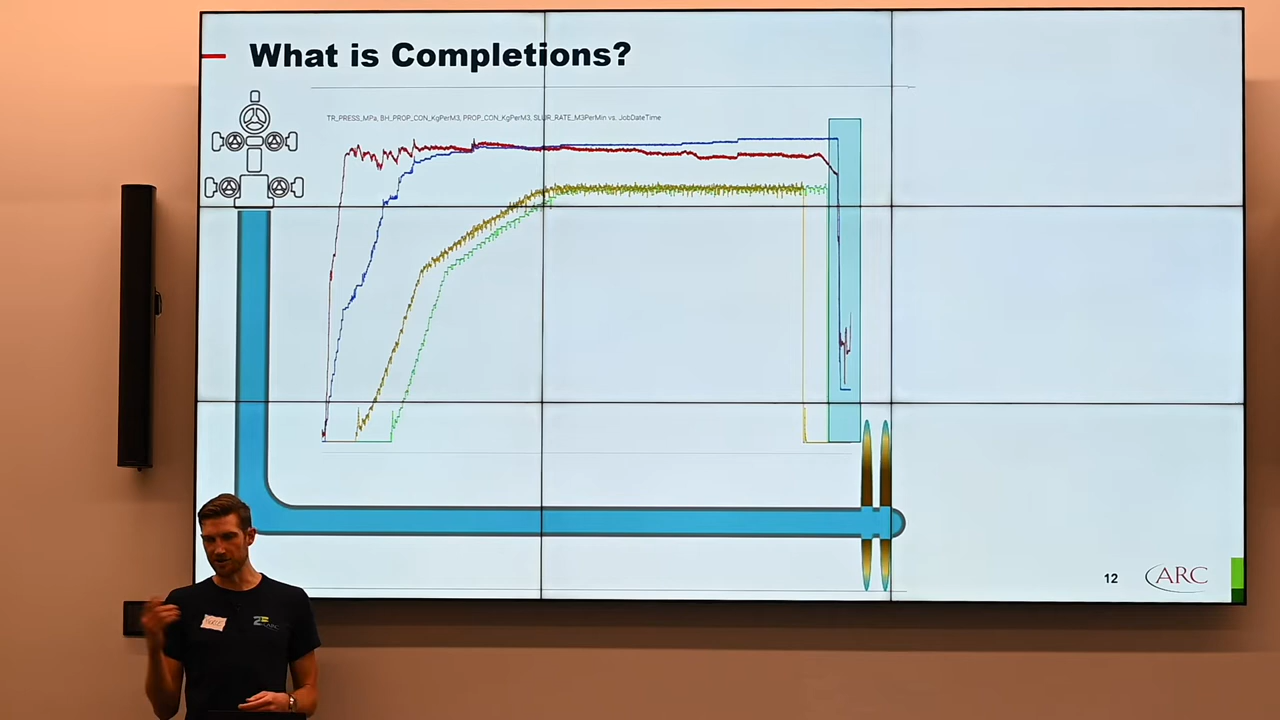 What is Completions?
TR_PRESS_MPa, BH_PROP_CON_KgPerM3, PROP_CON_KgPerM3, SLUR_RATE_M3PerMin vs. JobDateTime
12
ARC